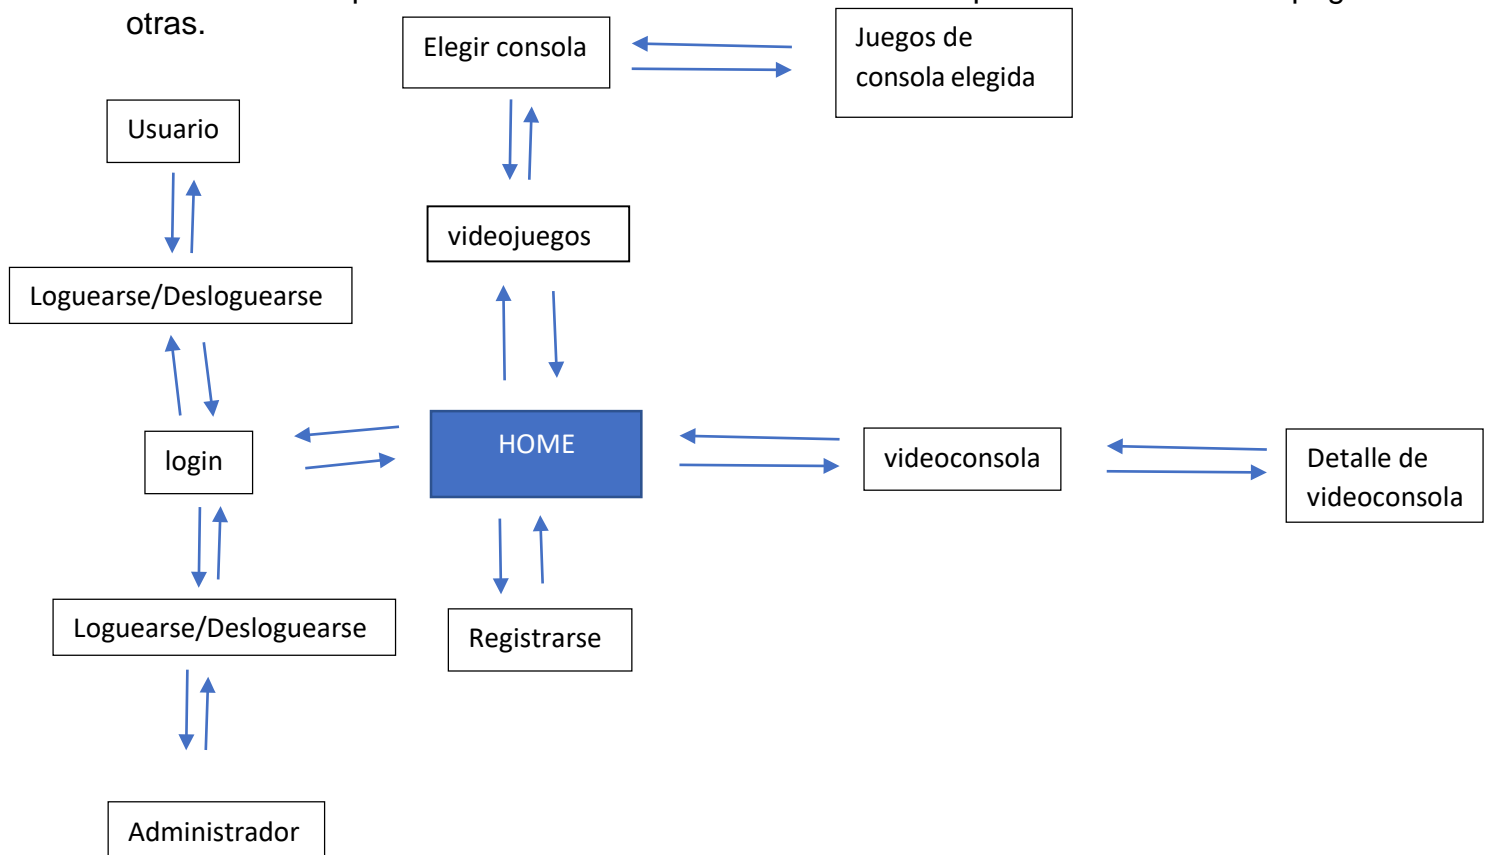 otras.
Elegir consola
Juegos de
consola elegida
Usuario
videojuegos
Loguearse/Desloguearse
HOME
login
videoconsola
Detalle de
videoconsola
Loguearse/Desloguearse
Registrarse
Administrador